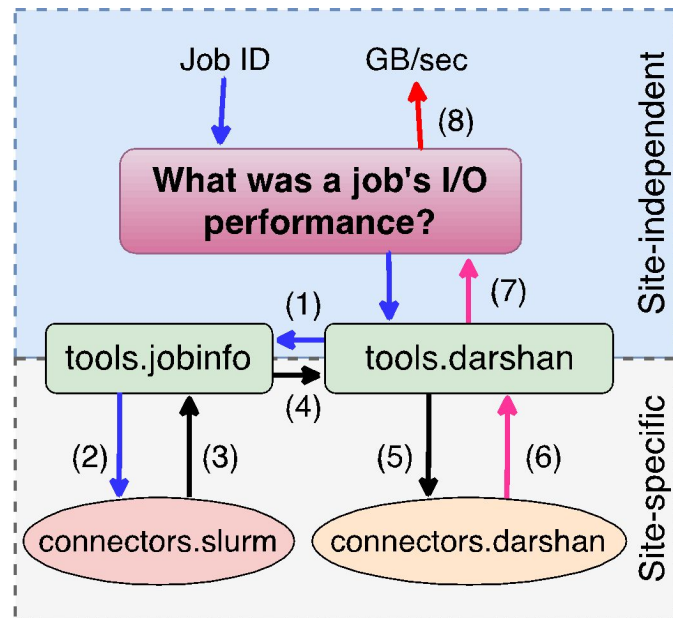 Job ID
GB/sec
(8)
What was a job's I/O
performance?
Site-independent
(7)
(1)
tools.jobinfo
tools.darshan
(4)
(2)
(3)
(5)
(6)
connectors.slurm
connectors.darshan
Site-specific